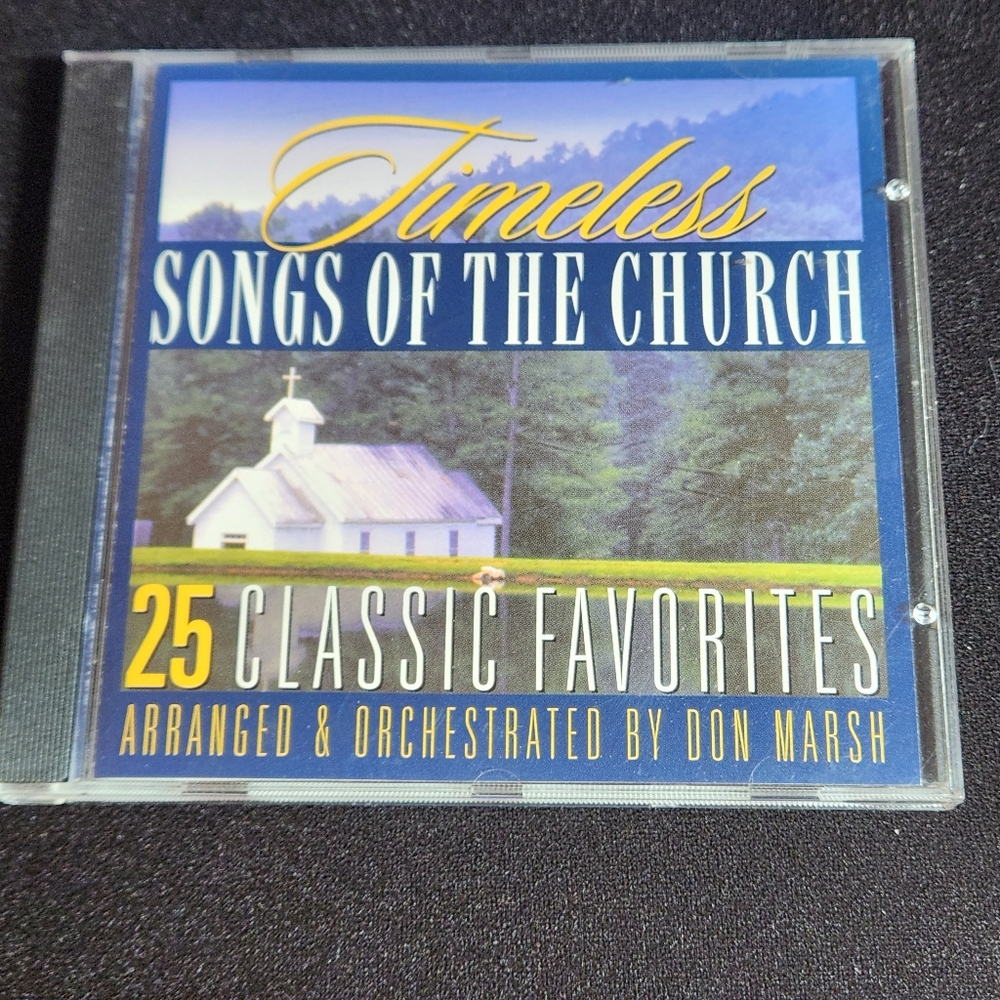 Timeless
SONGS OF THE CHURCH
25 CLASSIC FAVORITES
ARRANGED & ORCHESTRATED BY DON MARSH